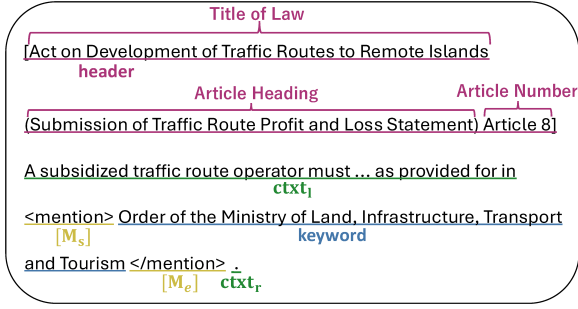 Title of Law
[Act on Development of Traffic Routes to Remote Islands
header
Article Heading Article Number
(Submission of Traffic Route Profit and Loss Statement) Article 8]
A subsidized traffic route operator must ... as provided for in
ctxt_l
<mention> Order of the Ministry of Land, Infrastructure, Transport
[M_s] keyword
and Tourism </mention> .
[M_e] ctxt_r